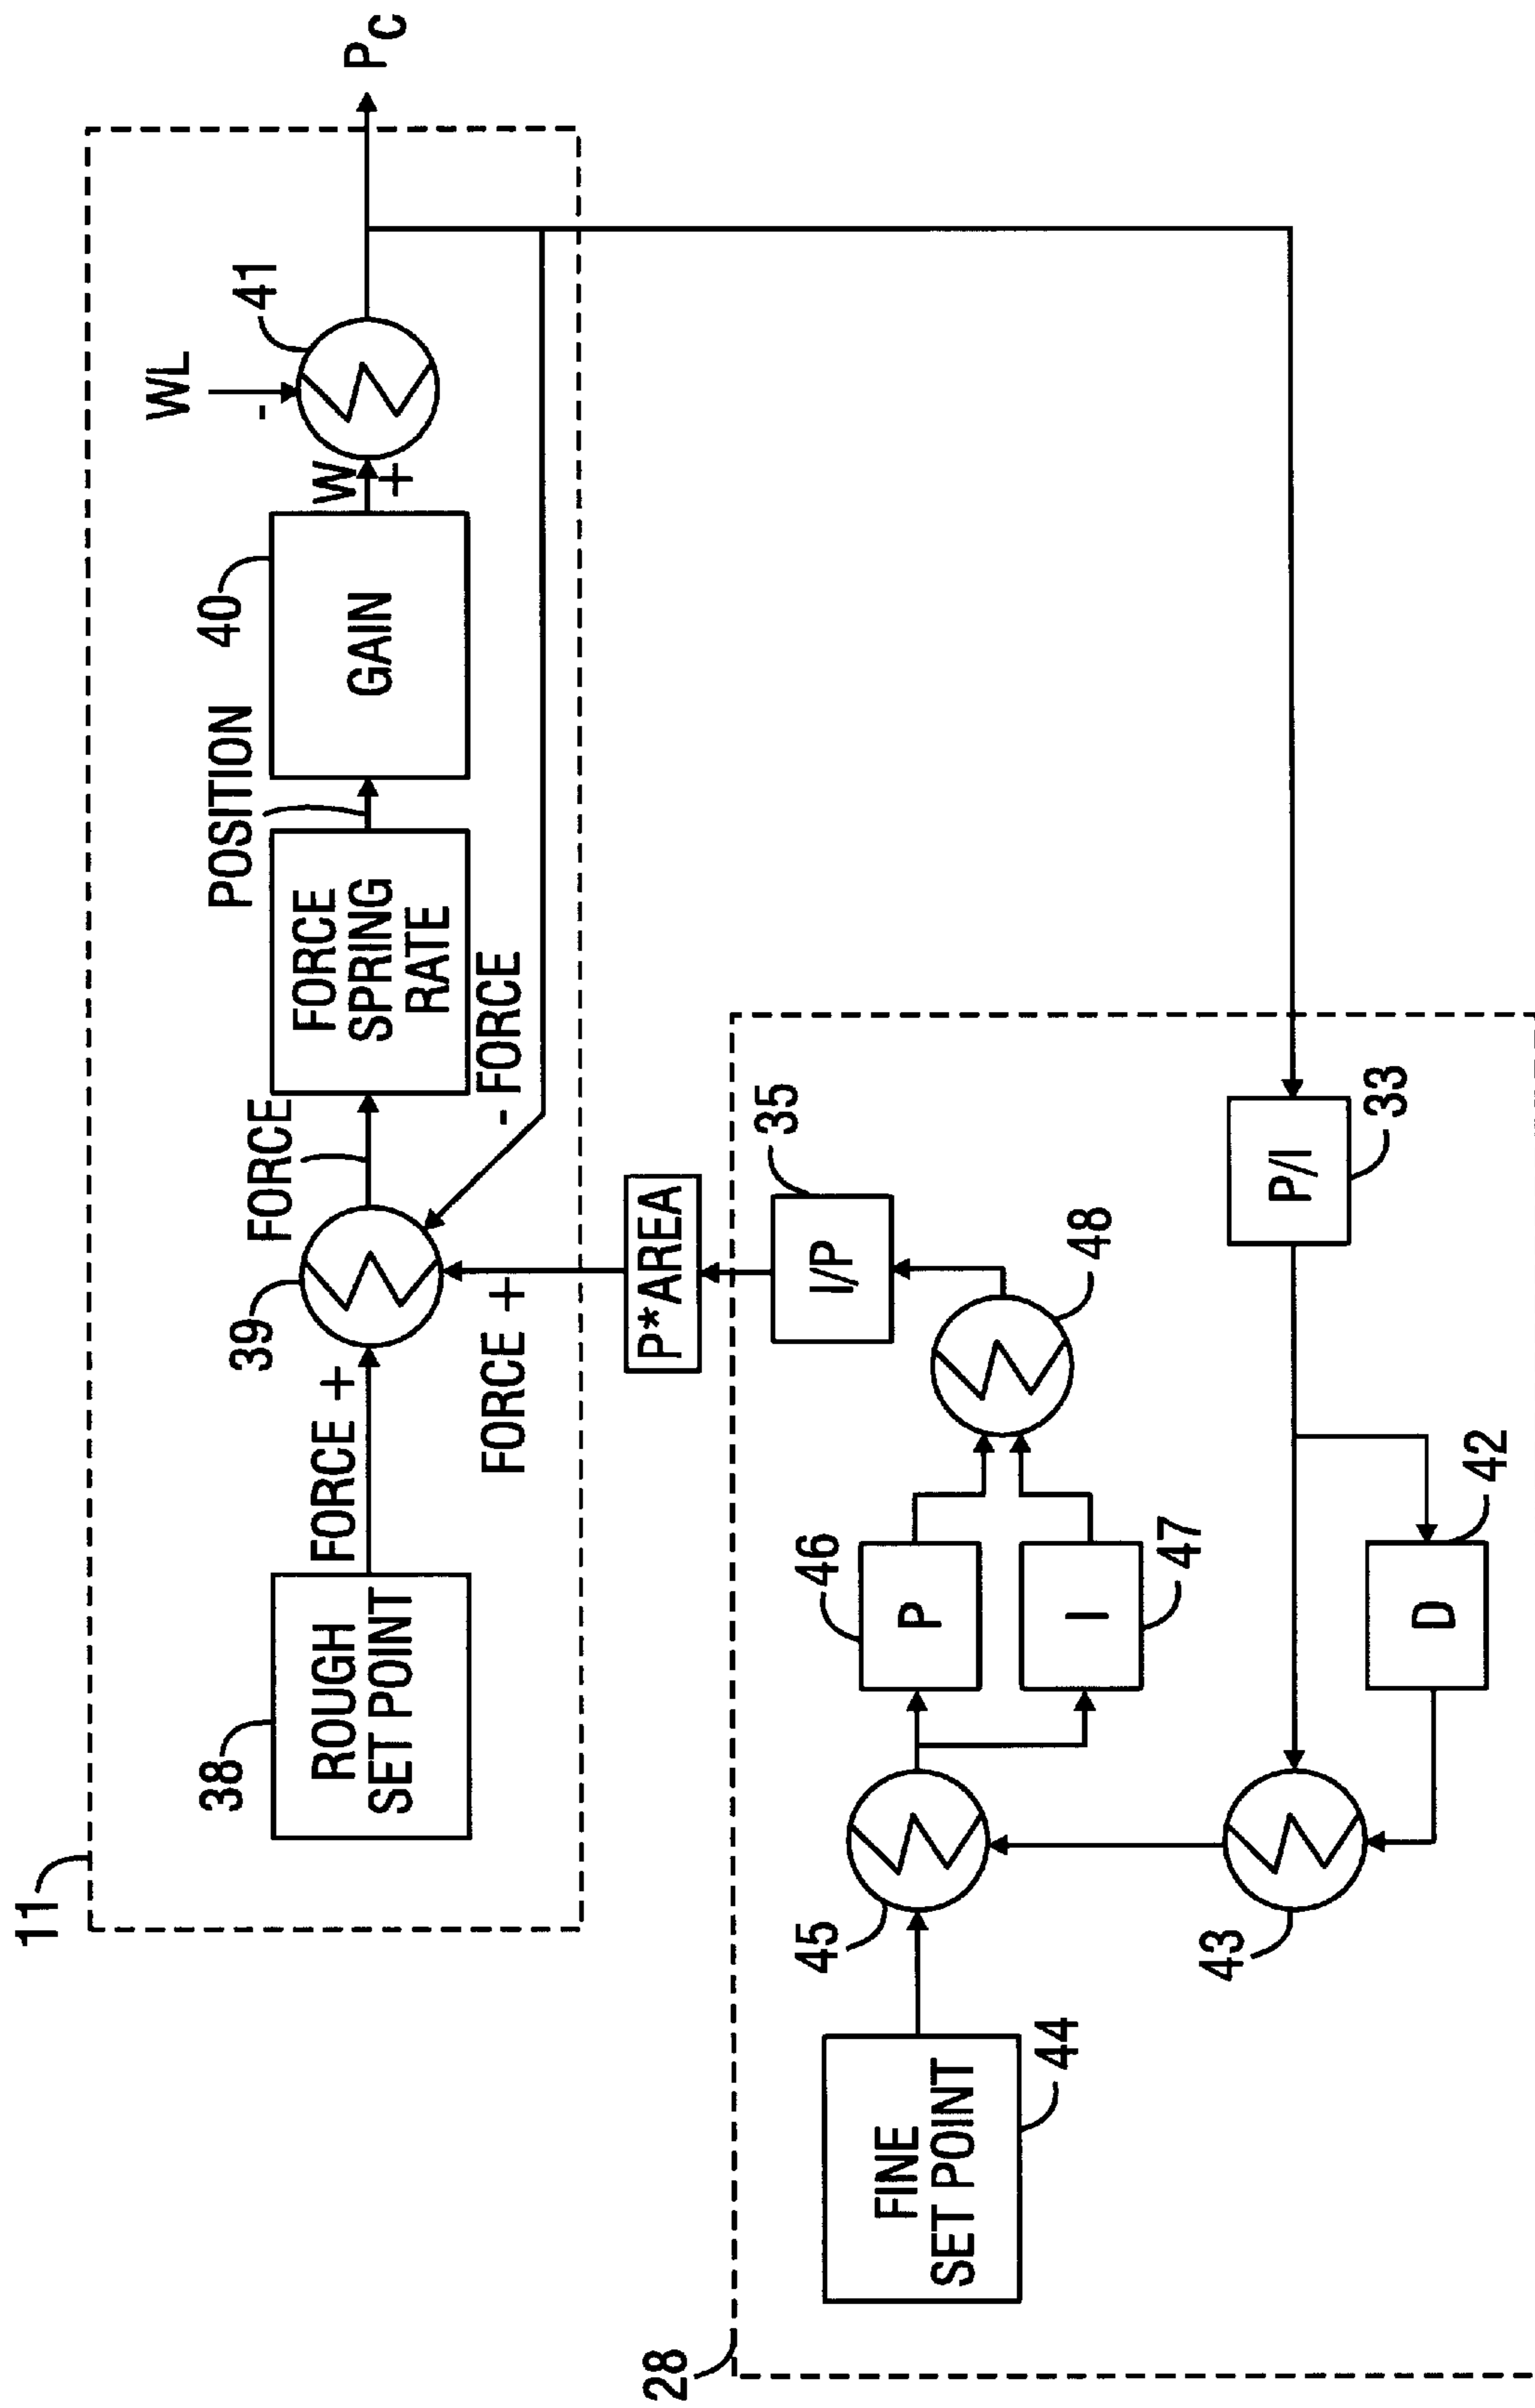 11
38
ROUGH
SET POINT
FORCE +
39
FORCE
FORCE
SPRING
RATE
POSITION
40
GAIN
W
+
WL
-
41
PC
- FORCE
FORCE +
P*AREA
28
FINE
SET POINT
44
45
46
P
I
47
48
35
I/P
43
D
42
P/I
33